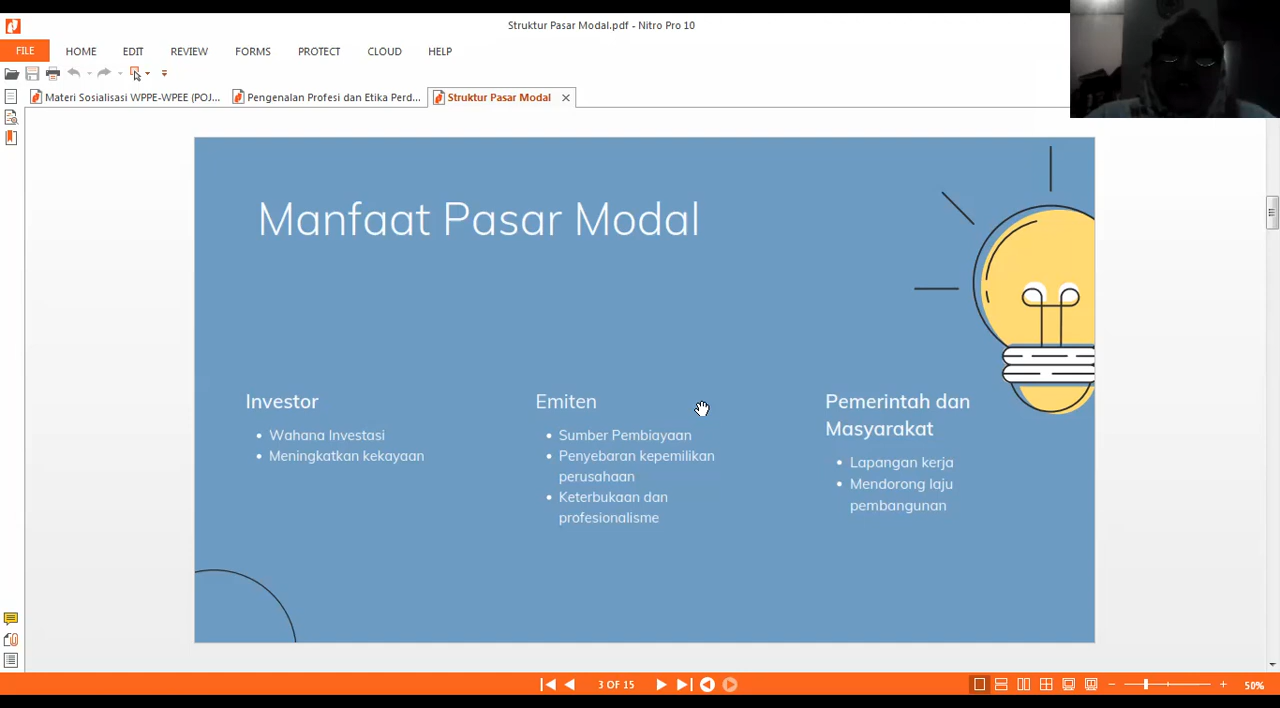 Struktur Pasar Modal.pdf - Nitro Pro 10
FILE HOME EDIT REVIEW FORMS PROTECT CLOUD HELP
Materi Sosialisasi WPPE-WPEE (POJ... Pengenalan Profesi dan Etika Perd... Struktur Pasar Modal
Manfaat Pasar Modal
Investor
• Wahana Investasi
• Meningkatkan kekayaan
Emiten
• Sumber Pembiayaan
• Penyebaran kepemilikan
perusahaan
• Keterbukaan dan
profesionalisme
Pemerintah dan
Masyarakat
• Lapangan kerja
• Mendorong laju
pembangunan
3 OF 15
50%